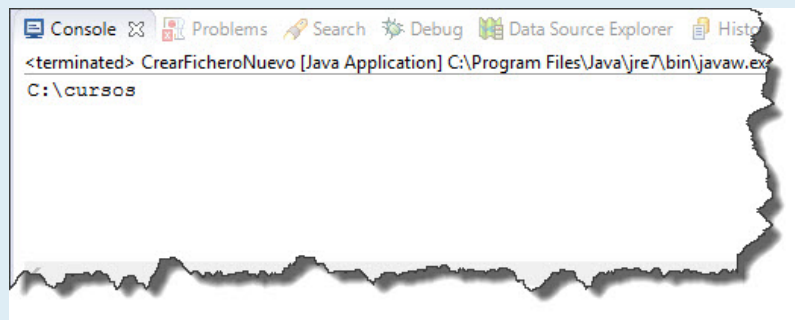 Console Problems Search Debug Data Source Explorer Histo
<terminated> CrearFicheroNuevo [Java Application] C:\Program Files\Java\jre7\bin\javaw.ex
C:\cursos